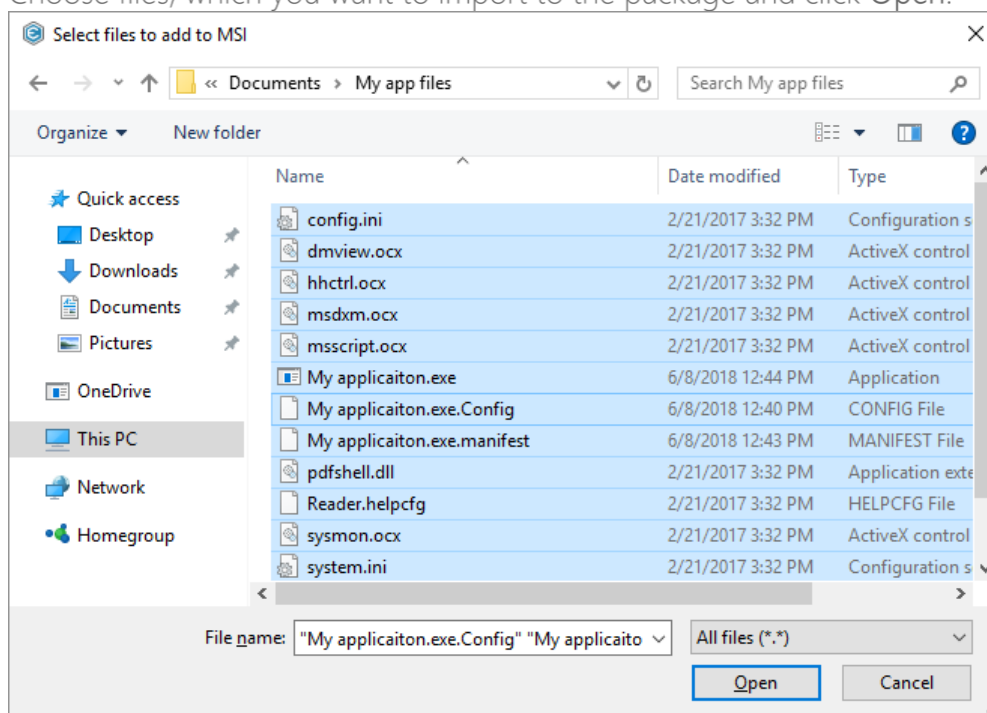 Choose files, which you want to import to the package and click Open.
Select files to add to MSI
« Documents › My app files
Search My app files
Organize
New folder
Name Date modified Type
Quick access
Desktop
Downloads
Documents
Pictures
OneDrive
This PC
Network
Homegroup
config.ini 2/21/2017 3:32 PM Configuration s
dmview.ocx 2/21/2017 3:32 PM ActiveX control
hhctrl.ocx 2/21/2017 3:32 PM ActiveX control
msdxm.ocx 2/21/2017 3:32 PM ActiveX control
msscript.ocx 2/21/2017 3:32 PM ActiveX control
My applicaiton.exe 6/8/2018 12:44 PM Application
My applicaiton.exe.Config 6/8/2018 12:40 PM CONFIG File
My applicaiton.exe.manifest 6/8/2018 12:43 PM MANIFEST File
pdfshell.dll 2/21/2017 3:32 PM Application exte
Reader.helpcfg 2/21/2017 3:32 PM HELPCFG File
sysmon.ocx 2/21/2017 3:32 PM ActiveX control
system.ini 2/21/2017 3:32 PM Configuration s
File name: "My applicaiton.exe.Config" "My applicaito
All files (*.*)
Open
Cancel